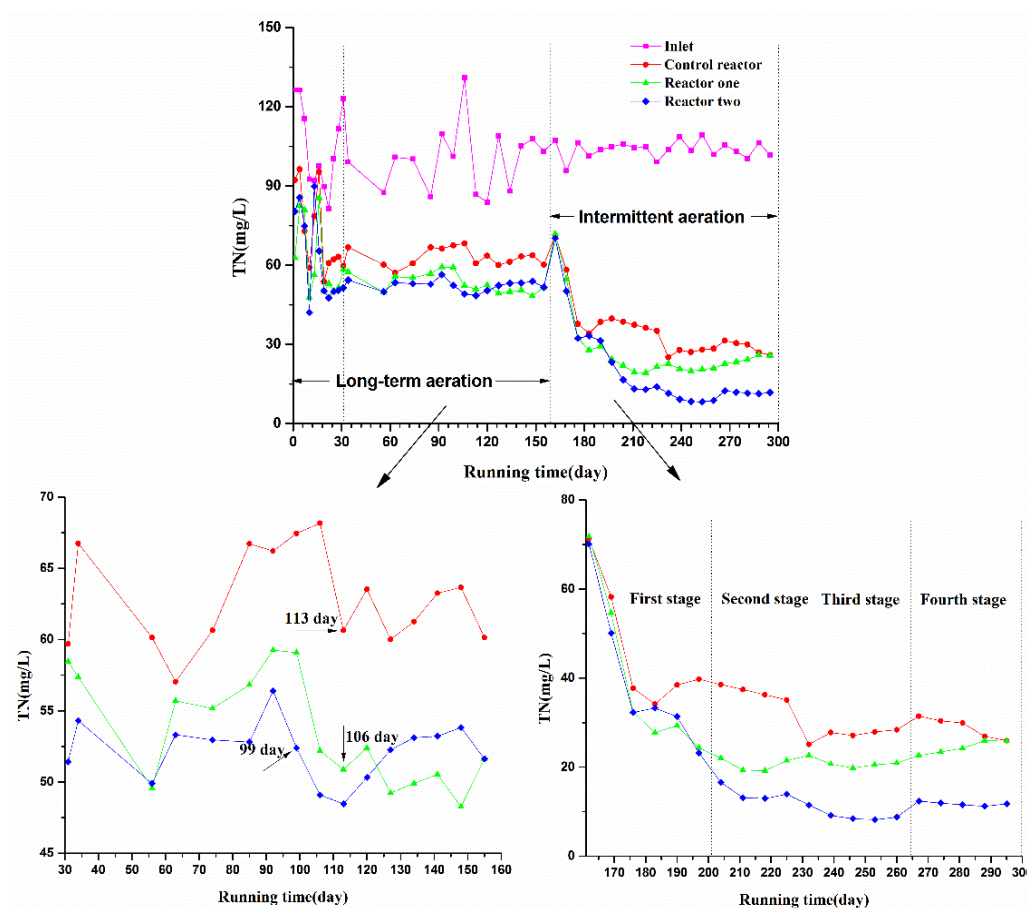 150
120
90
60
30
0
TN(mg/L)
Inlet
Control reactor
Reactor one
Reactor two
Intermittent aeration
Long-term aeration
0 30 60 90 120 150 180 210 240 270 300
Running time(day)
70
65
60
55
50
45
TN(mg/L)
113 day
106 day
99 day
30 40 50 60 70 80 90 100 110 120 130 140 150 160
Running time(day)
80
60
40
20
0
TN(mg/L)
First stage Second stage Third stage Fourth stage
170 180 190 200 210 220 230 240 250 260 270 280 290 300
Running time(day)